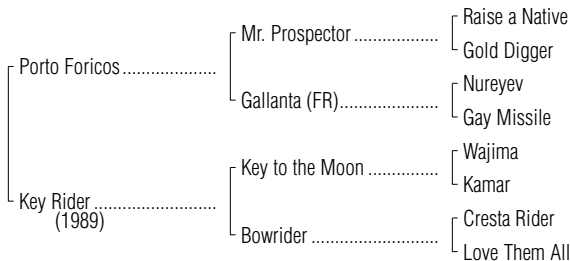 Raise a Native
Mr. Prospector ..................
Gold Digger
Porto Foricos ....................
Nureyev
Gallanta (FR).....................
Gay Missile
Wajima
Key to the Moon ...............
Kamar
Key Rider ..........................
(1989)
Cresta Rider
Bowrider ...........................
Love Them All